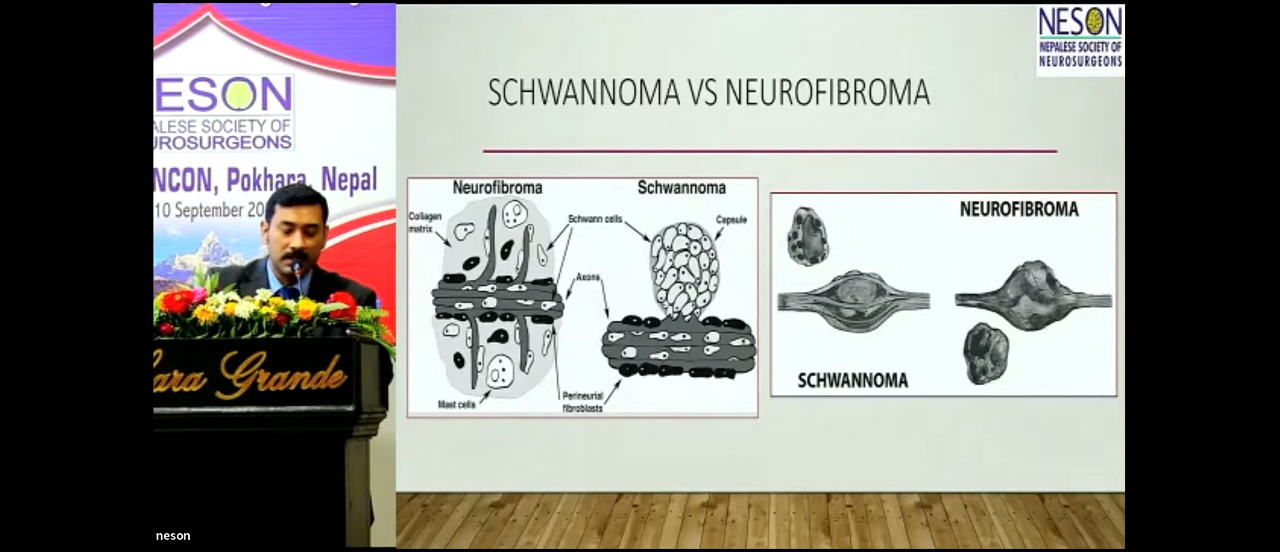 ESON
ALESE SOCIETY OF
UROSURGEONS
NCON, Pokhara, Nepal
10 September 20
ara Grande
neson
NESON
NEPALESE SOCIETY OF
NEUROSURGEONS
SCHWANNOMA VS NEUROFIBROMA
Neurofibroma
Schwannoma
Collagen
matrix
Schwann cells
Capsule
Axons
Mast cells
Perineurial
fibroblasts
NEUROFIBROMA
SCHWANNOMA